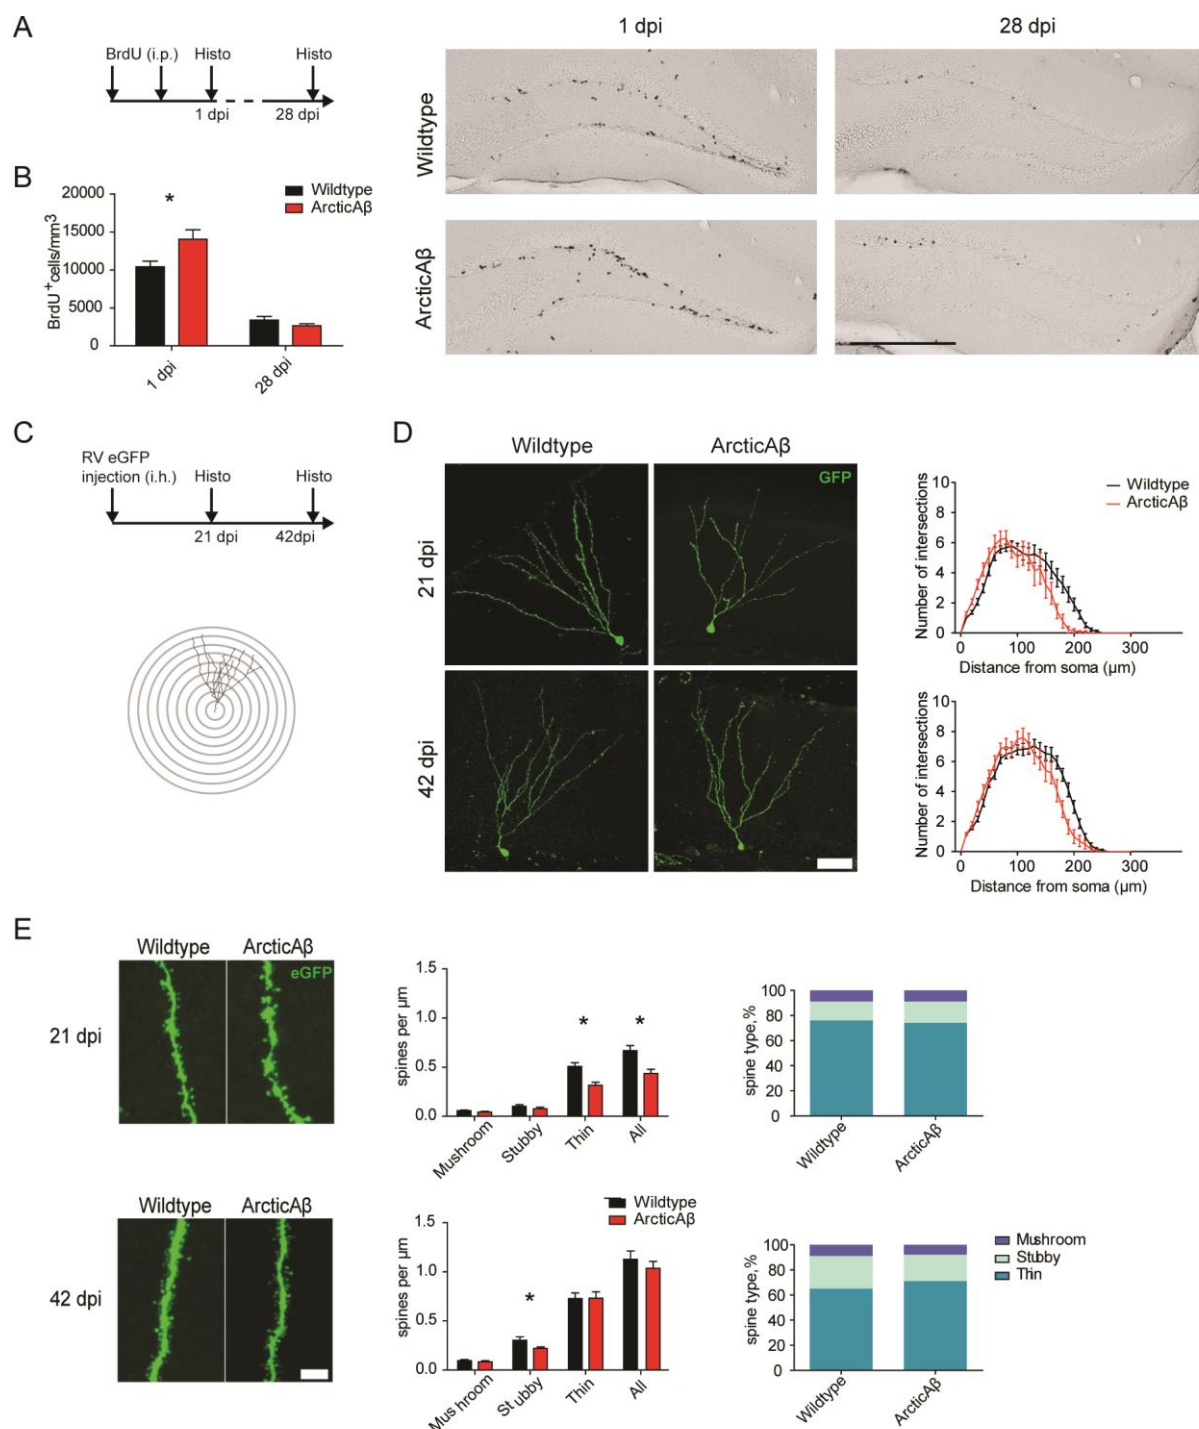 A
BrdU (i.p.) Histo Histo
1 dpi 28 dpi
1 dpi 28 dpi
Wildtype
ArcticAβ
B
Wildtype
ArcticAβ
*
BrdU+cells/mm3
20000
15000
10000
5000
0
1 dpi 28 dpi
C
RV eGFP
injection (i.h.) Histo Histo
21 dpi 42dpi
D
Wildtype ArcticAβ
GFP
21 dpi
42 dpi
Wildtype
ArcticAβ
Number of intersections
10
8
6
4
2
0
0 100 200 300
Distance from soma (µm)
Number of intersections
10
8
6
4
2
0
0 100 200 300
Distance from soma (µm)
E
Wildtype ArcticAβ
eGFP
21 dpi
spines per µm
1.5
1.0
0.5
0.0
* *
Mushroom Stubby Thin All
spine type,%
100
80
60
40
20
0
Wildtype ArcticAβ
Wildtype ArcticAβ
42 dpi
Wildtype
ArcticAβ
spines per µm
1.5
1.0
0.5
0.0
*
Mus hroom St ubby Thin All
spine type,%
100
80
60
40
20
0
Wildtype ArcticAβ
Mushroom
Stubby
Thin